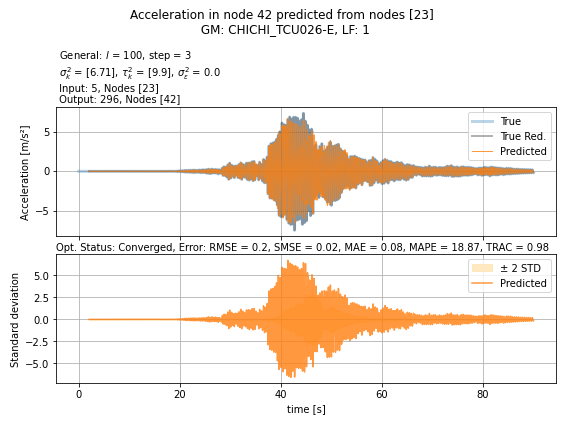 Acceleration in node 42 predicted from nodes [23]
GM: CHICHI_TCU026-E, LF: 1
General: l = 100, step = 3
σ²ₖ = [6.71], τ²ₖ = [9.9], σ²ε = 0.0
Input: 5, Nodes [23]
Output: 296, Nodes [42]
Acceleration [m/s²]
5
0
−5
True
True Red.
Predicted
Opt. Status: Converged, Error: RMSE = 0.2, SMSE = 0.02, MAE = 0.08, MAPE = 18.87, TRAC = 0.98
Standard deviation
5.0
2.5
0.0
−2.5
−5.0
± 2 STD
Predicted
0 20 40 60 80
time [s]